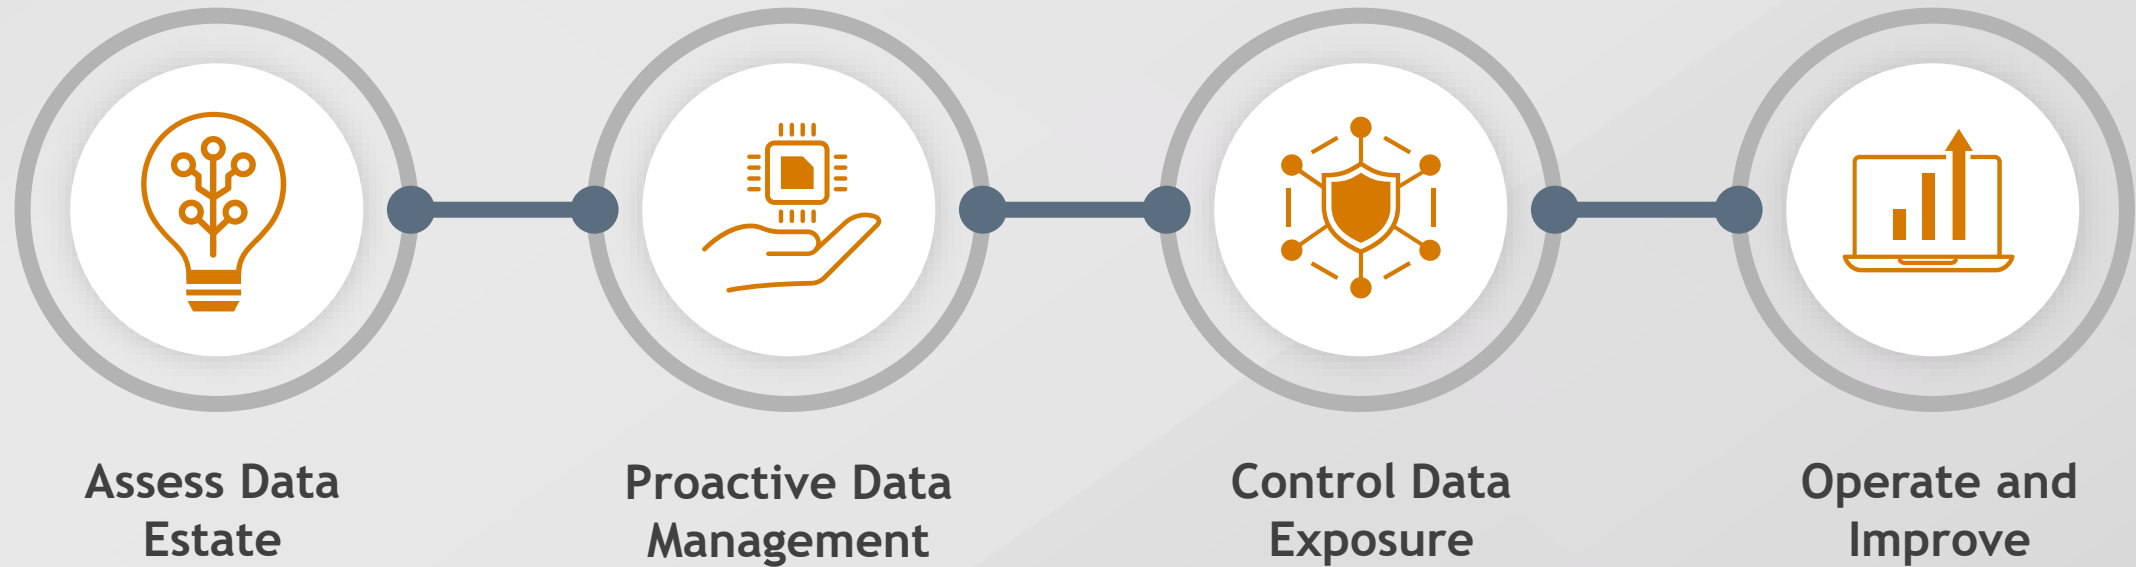 Assess Data
Estate
Proactive Data
Management
Control Data
Exposure
Operate and
Improve